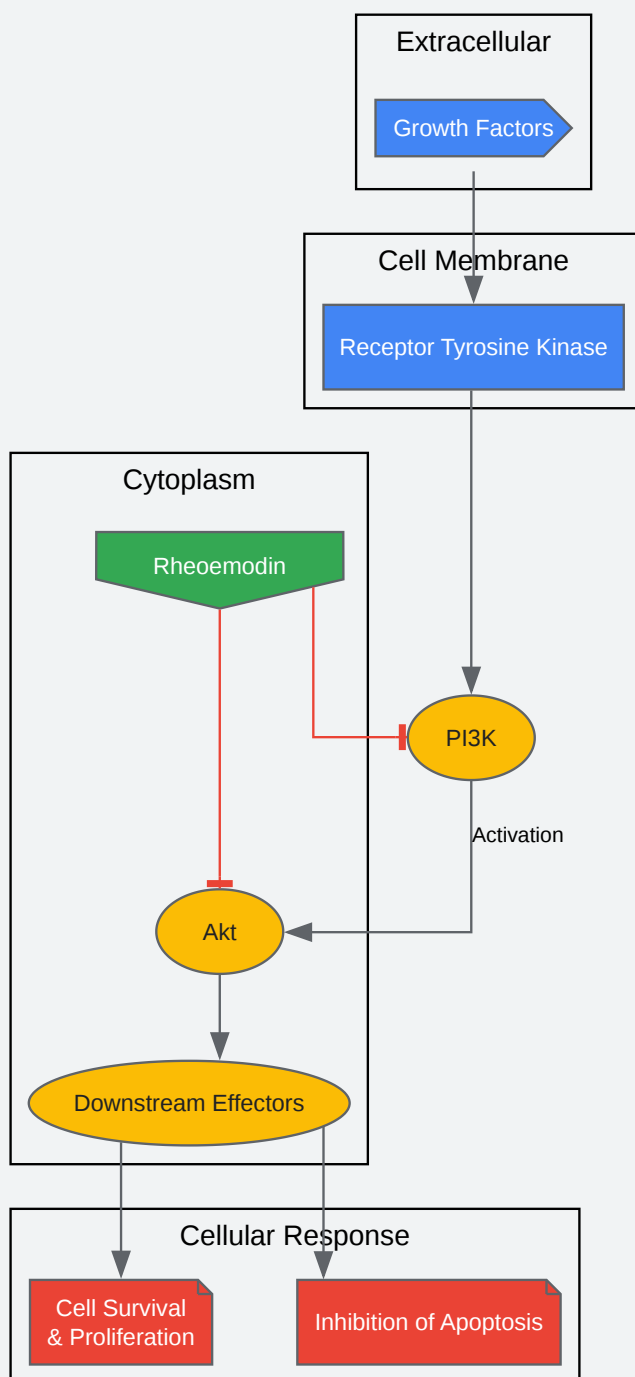 Extracellular
Growth Factors
Cell Membrane
Receptor Tyrosine Kinase
Cytoplasm
Rheoemodin
PI3K
Activation
Akt
Downstream Effectors
Cellular Response
Cell Survival
& Proliferation
Inhibition of Apoptosis